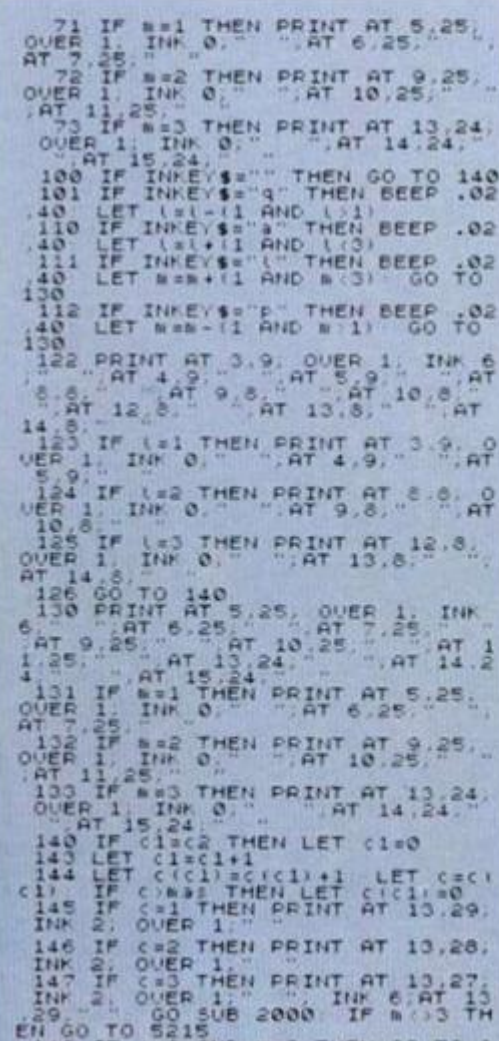 71 IF m=1 THEN PRINT AT 5,25;
OVER 1; INK 0;"  ";AT 6,25;"  ";
AT 7,25;"  "
72 IF m=2 THEN PRINT AT 9,25;
OVER 1; INK 0;"  ";AT 10,25;"  "
;AT 11,25;"  "
73 IF m=3 THEN PRINT AT 13,24;
OVER 1; INK 0;"   ";AT 14,24;"
";AT 15,24;"  "
100 IF INKEY$="" THEN GO TO 140
101 IF INKEY$="q" THEN BEEP .02
,40: LET l=l-(1 AND l>1)
110 IF INKEY$="a" THEN BEEP .02
,40: LET l=l+(1 AND l<3)
111 IF INKEY$="l" THEN BEEP .02
,40: LET m=m+(1 AND m<3): GO TO
130
112 IF INKEY$="p" THEN BEEP .02
,40: LET m=m-(1 AND m>1): GO TO
130
122 PRINT AT 3,9; OVER 1; INK 6
;"  ";AT 4,9;"  ";AT 5,9;"  ";AT
8,8;"  ";AT 9,8;"  ";AT 10,8;"
";AT 12,8;"  ";AT 13,8;"  ";AT
14,8;"  "
123 IF l=1 THEN PRINT AT 3,9; O
VER 1; INK 0;"  ";AT 4,9;"  ";AT
5,9;"  "
124 IF l=2 THEN PRINT AT 8,8; O
VER 1; INK 0;"  ";AT 9,8;"  ";AT
10,8;"  "
125 IF l=3 THEN PRINT AT 12,8;
OVER 1; INK 0;"  ";AT 13,8;"  ";
AT 14,8;"  "
126 GO TO 140
130 PRINT AT 5,25; OVER 1; INK
6;"  ";AT 6,25;"  ";AT 7,25;"  "
;AT 9,25;"  ";AT 10,25;"  ";AT 1
1,25;"  ";AT 13,24;"   ";AT 14,2
4;"   ";AT 15,24;"  "
131 IF m=1 THEN PRINT AT 5,25;
OVER 1; INK 0;"  ";AT 6,25;"  ";
AT 7,25;"  "
132 IF m=2 THEN PRINT AT 9,25;
OVER 1; INK 0;"  ";AT 10,25;"  "
;AT 11,25;"  "
133 IF m=3 THEN PRINT AT 13,24;
OVER 1; INK 0;"   ";AT 14,24;"
";AT 15,24;"  "
140 IF c1=c2 THEN LET c1=0
143 LET c1=c1+1
144 LET c(c1)=c(c1)+1: LET c=c(
c1): IF c>mas THEN LET c(c1)=0
145 IF c=1 THEN PRINT AT 13,29;
INK 2; OVER 1;"  "
146 IF c=2 THEN PRINT AT 13,28;
INK 2; OVER 1;"  "
147 IF c=3 THEN PRINT AT 13,27;
INK 2; OVER 1;"  "; INK 6;AT 13
,29;"  ": GO SUB 2000: IF m<>3 TH
EN GO TO 5215